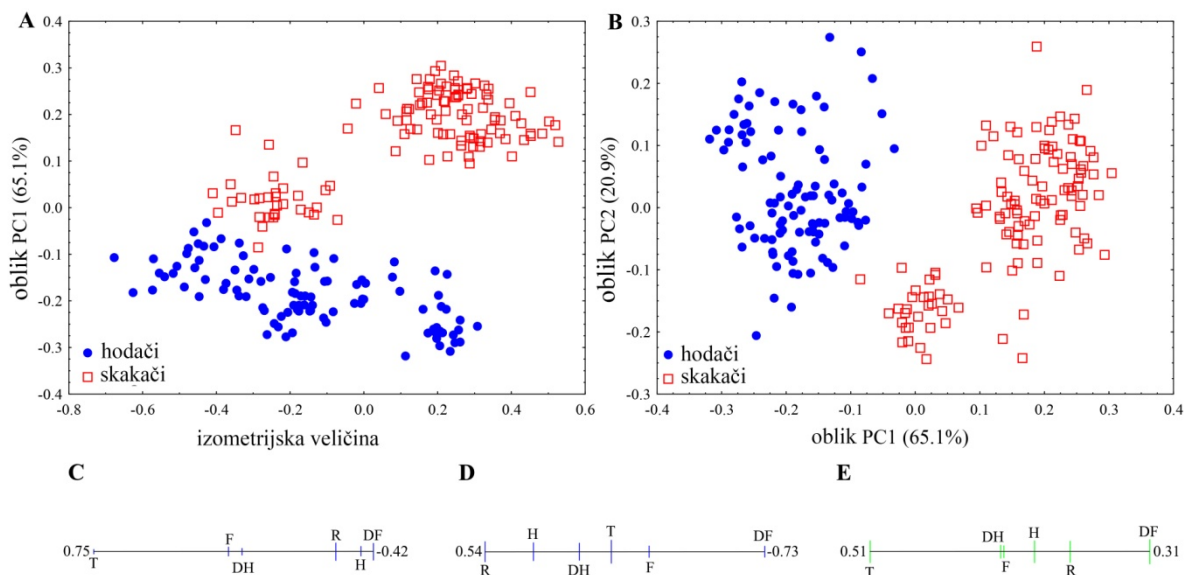 A
B
0.4
0.3
0.2
0.1
0.0
-0.1
-0.2
-0.3
-0.4
-0.8
-0.6
-0.4
-0.2
0.0
0.2
0.4
0.6
oblik PC1 (65.1%)
izometrijska veličina
hodači
skakači
0.3
0.2
0.1
0.0
-0.1
-0.2
-0.3
-0.4
-0.3
-0.2
-0.1
0.0
0.1
0.2
0.3
0.4
oblik PC2 (20.9%)
oblik PC1 (65.1%)
hodači
skakači
C
D
E
0.75 T F DH R H DF -0.42
0.54 R H DH T F DF -0.73
0.51 T DH F H R DF 0.31